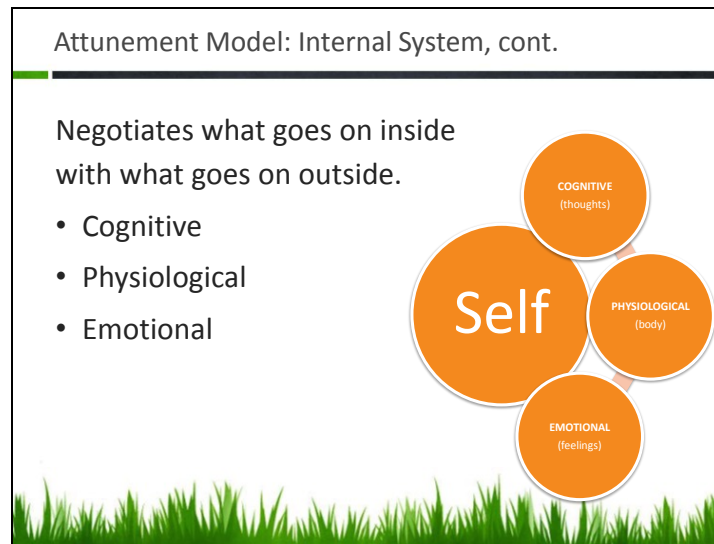 Attunement Model: Internal System, cont.
Negotiates what goes on inside
with what goes on outside.
• Cognitive
• Physiological
• Emotional
Self
COGNITIVE
(thoughts)
PHYSIOLOGICAL
(body)
EMOTIONAL
(feelings)